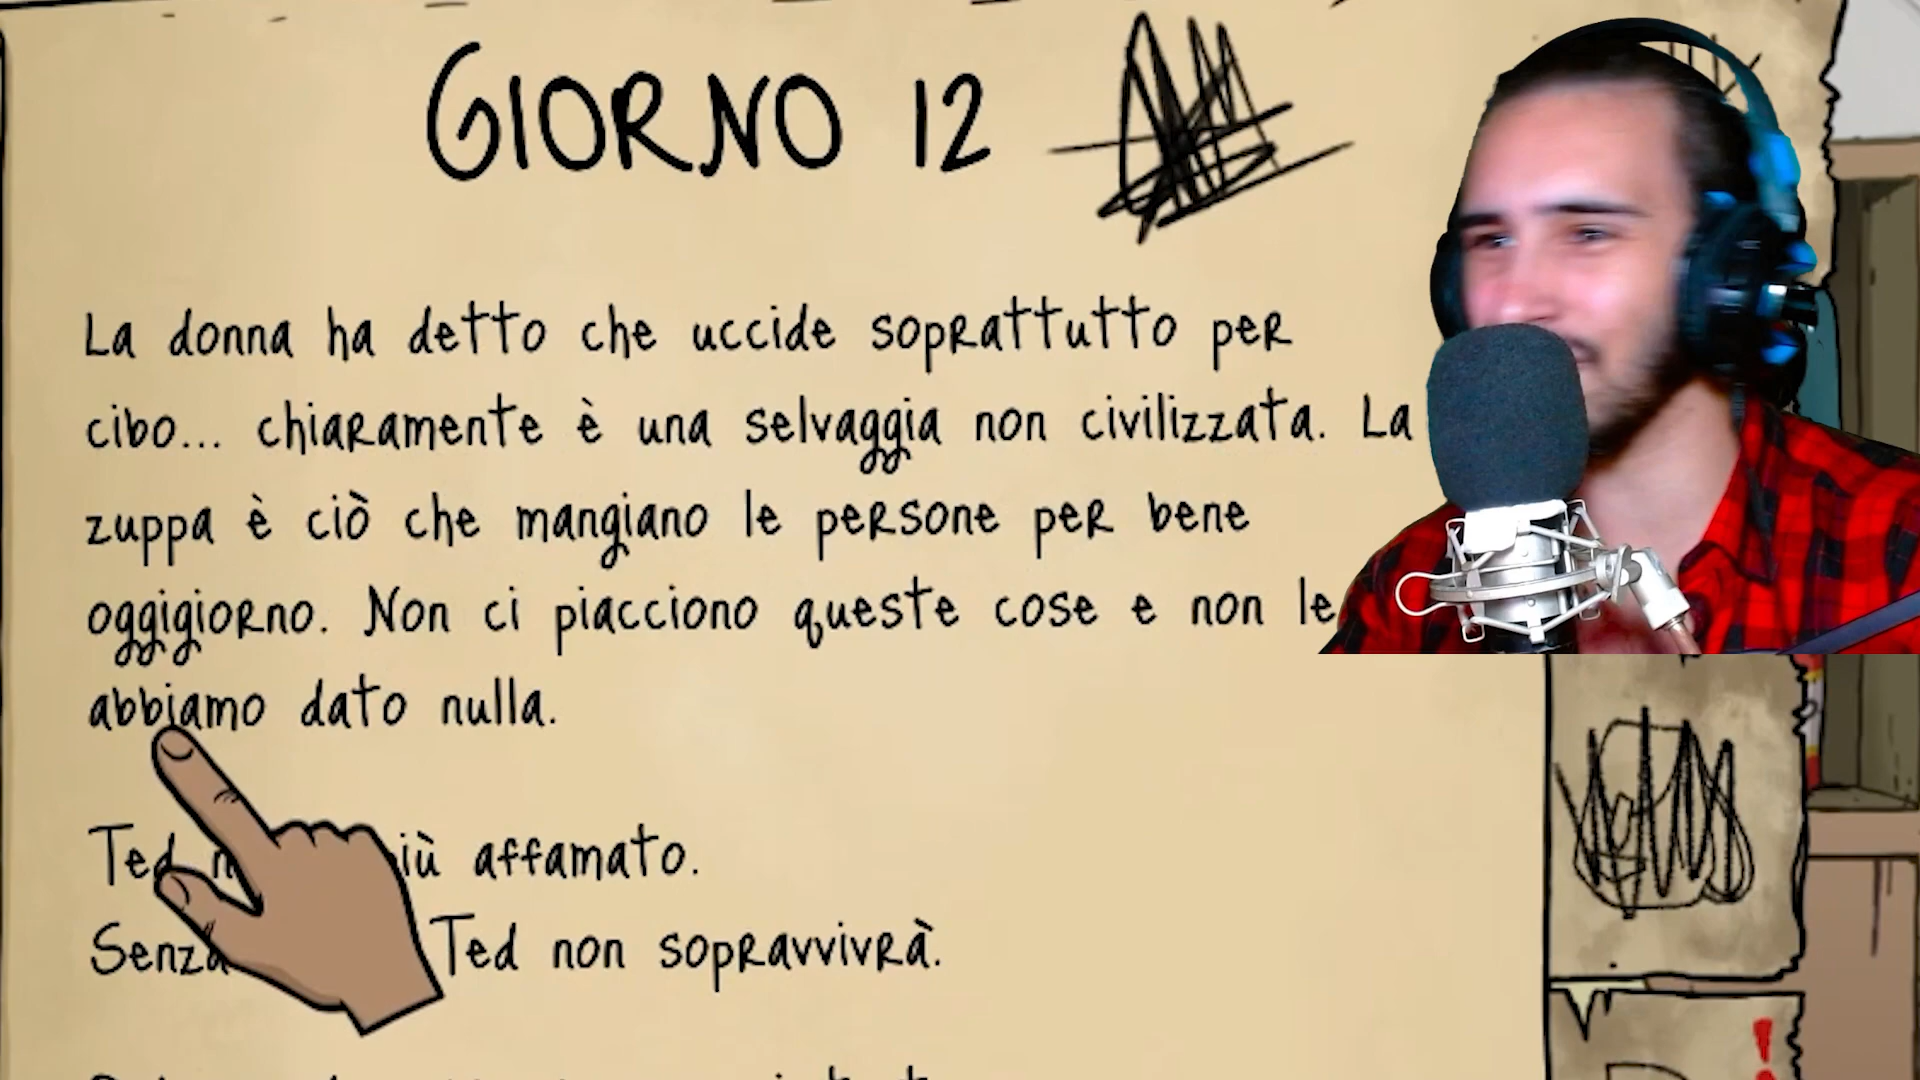 GIORNO 12
La donna ha detto che uccide soprattutto per
cibo... chiaramente è una selvaggia non civilizzata. La
zuppa è ciò che mangiano le persone per bene
oggigiorno. Non ci piacciono queste cose e non le
abbiamo dato nulla.
Ted affamato.
Ted non sopravvivrà.